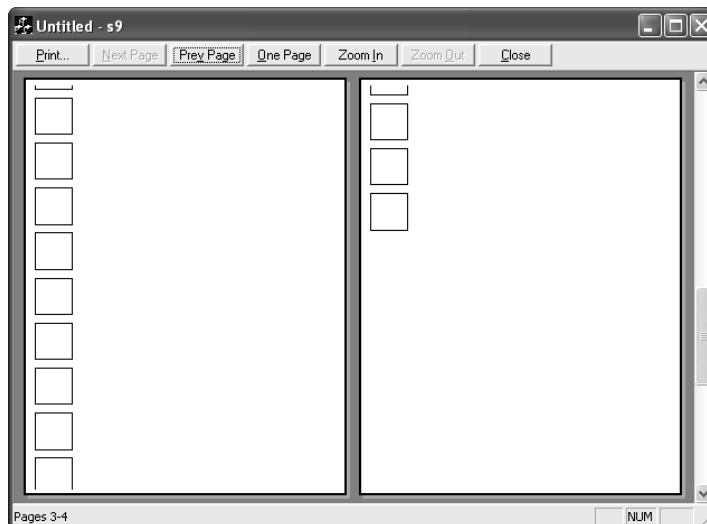 Untitled - s9
Print... Next Page Prev Page One Page Zoom In Zoom Out Close
Pages 3-4 NUM